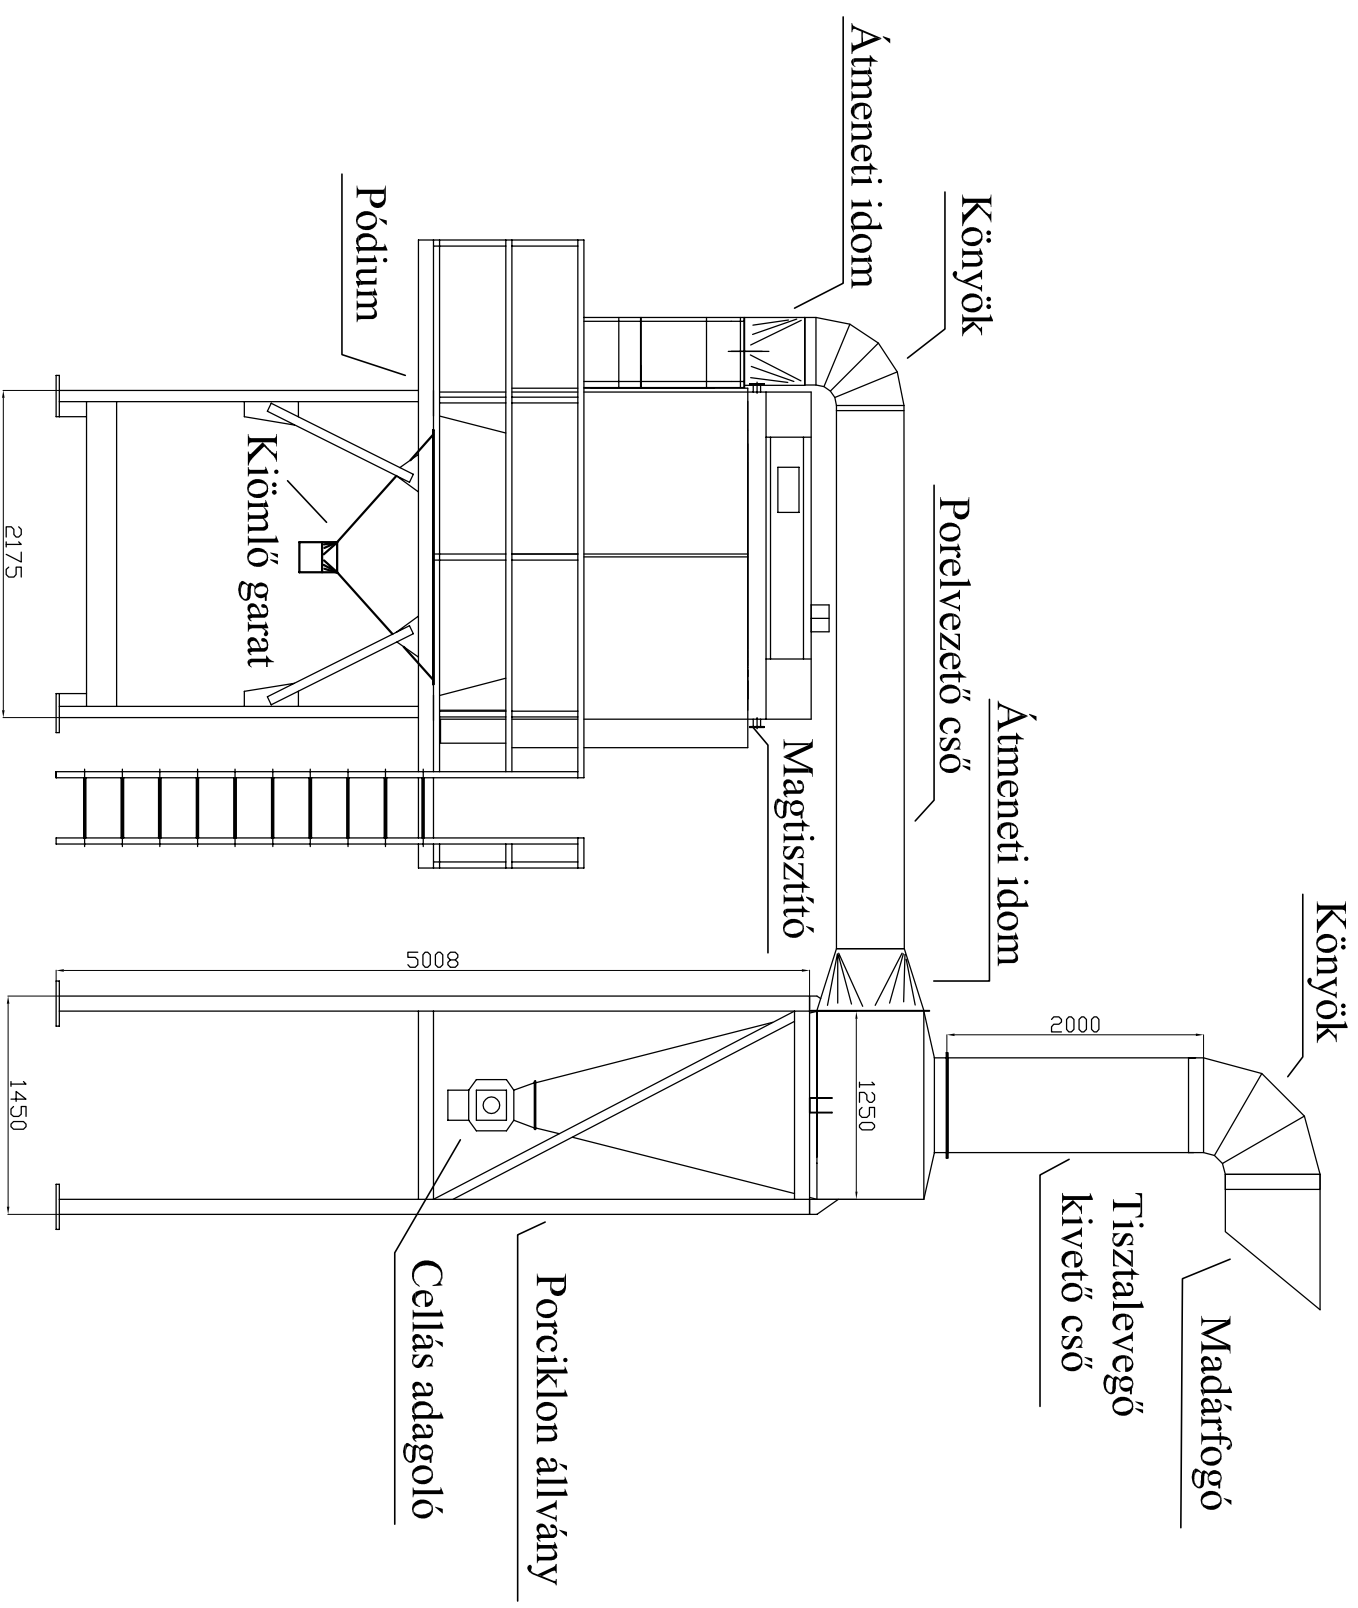 Könyök
Madárfogó
Tisztalevegő
kivető cső
2000
Átmeneti idom
Könyök
Átmeneti idom
Porelvezető cső
Magtisztító
1250
5008
Porciklon állvány
Cellás adagoló
Pódium
Kiömlő garat
2175
1450